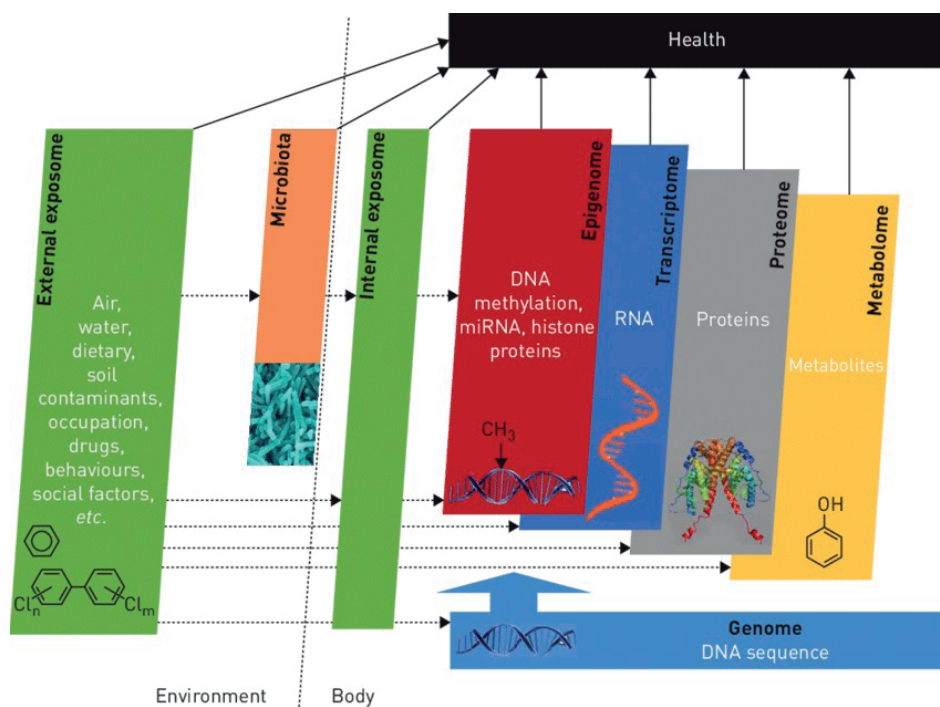 Health
External exposome
Air,
water,
dietary,
soil
contaminants,
occupation,
drugs,
behaviours,
social factors,
etc.
Cln
Clm
Microbiota
Internal exposome
Epigenome
DNA
methylation,
miRNA, histone
proteins
CH3
Transcriptome
RNA
Proteome
Proteins
Metabolome
Metabolites
OH
Genome
DNA sequence
Environment
Body